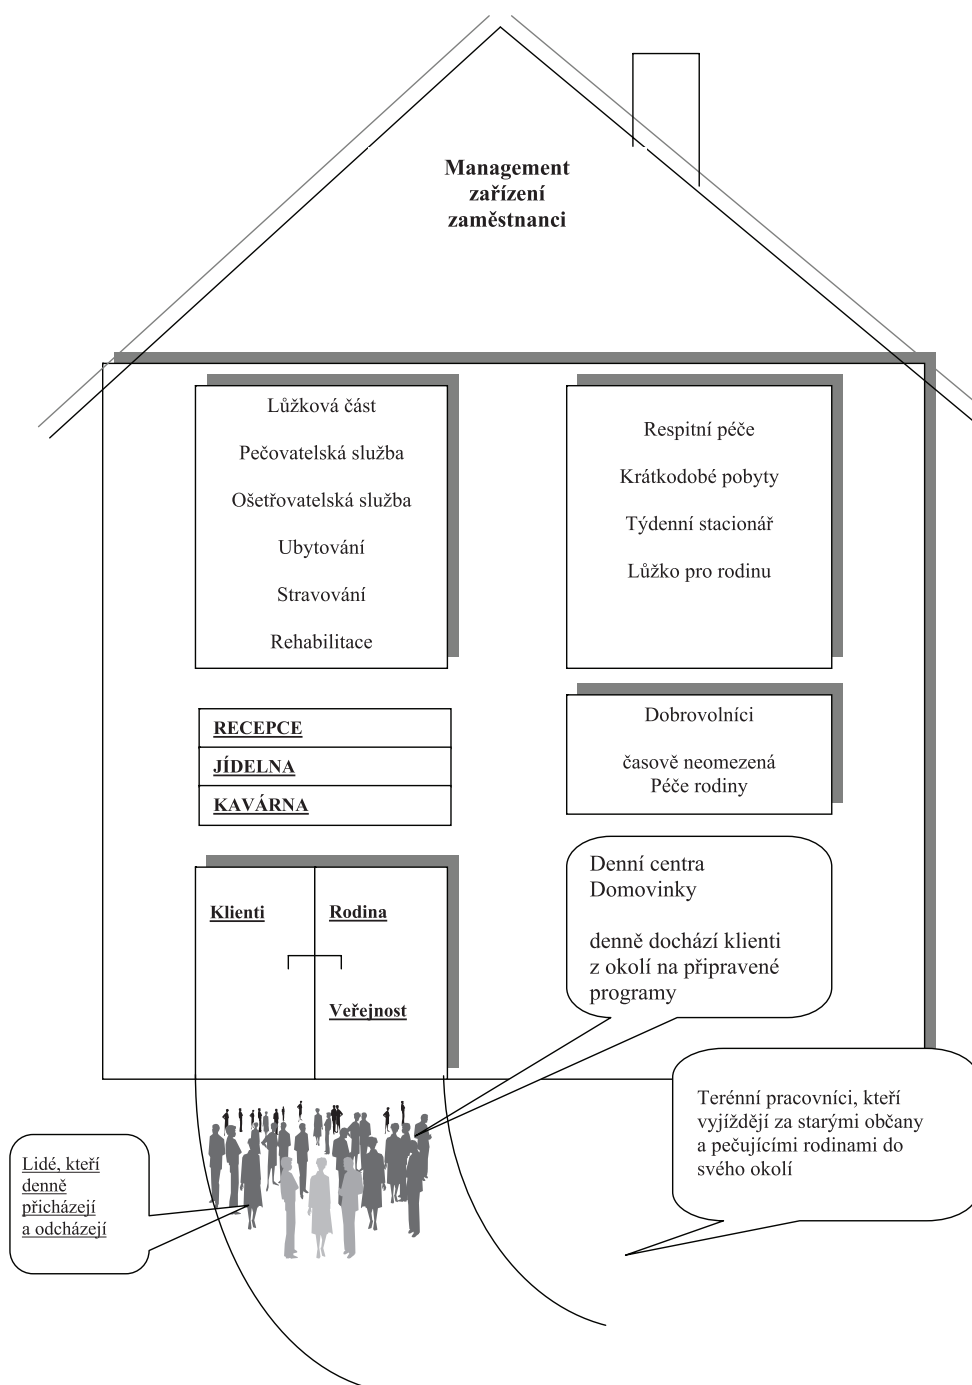 Management
zařízení
zaměstnanci
Lůžková část
Pečovatelská služba
Ošetřovatelská služba
Ubytování
Stravování
Rehabilitace
Respitní péče
Krátkodobé pobyty
Týdenní stacionář
Lůžko pro rodinu
RECEPCE
JÍDELNA
KAVÁRNA
Dobrovolníci
časově neomezená
Péče rodiny
Klienti
Rodina
Veřejnost
Denní centra
Domovinky
denně dochází klienti
z okolí na připravené
programy
Terénní pracovníci, kteří
vyjíždějí za starými občany
a pečujícími rodinami do
svého okolí
Lidé, kteří
denně
přicházejí
a odcházejí